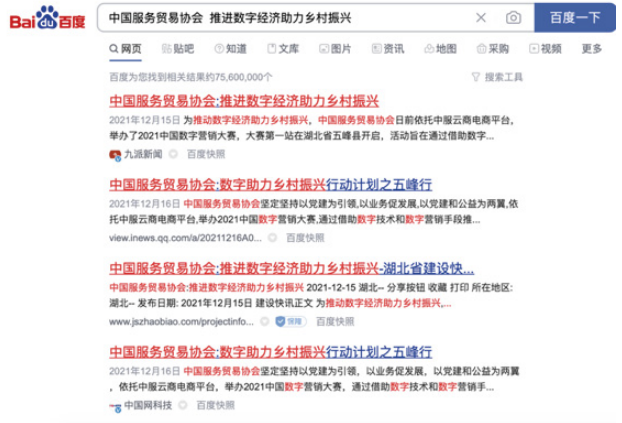 Bai du 百度
中国服务贸易协会 推进数字经济助力乡村振兴
百度一下
网页 贴吧 知道 文库 图片 资讯 地图 采购 视频 更多
百度为您找到相关结果约75,600,000个 搜索工具
中国服务贸易协会:推进数字经济助力乡村振兴
2021年12月15日 为推动数字经济助力乡村振兴，中国服务贸易协会日前依托中服云商电商平台，
举办了2021中国数字营销大赛，大赛第一站在湖北省五峰县开启，活动旨在通过借助数字...
九派新闻 百度快照
中国服务贸易协会:数字助力乡村振兴行动计划之五峰行
2021年12月16日 中国服务贸易协会坚定坚持以党建为引领,以业务促发展,以党建和公益为两翼,依
托中服云商电商平台,举办2021中国数字营销大赛,通过借助数字技术和数字营销手段推...
view.inews.qq.com/a/20211216A0... 百度快照
中国服务贸易协会:推进数字经济助力乡村振兴-湖北省建设快...
中国服务贸易协会:推进数字经济助力乡村振兴 2021-12-15 湖北-- 分享按钮 收藏 打印 所在地区:
湖北-- 发布日期: 2021年12月15日 建设快讯正文 为推动数字经济助力乡村振兴,...
www.jszhaobiao.com/projectinfo... 保障 百度快照
中国服务贸易协会:数字助力乡村振兴行动计划之五峰行
2021年12月16日 中国服务贸易协会坚定坚持以党建为引领，以业务促发展，以党建和公益为两翼
，依托中服云商电商平台，举办2021中国数字营销大赛，通过借助数字技术和数字营销手...
中国网科技 百度快照